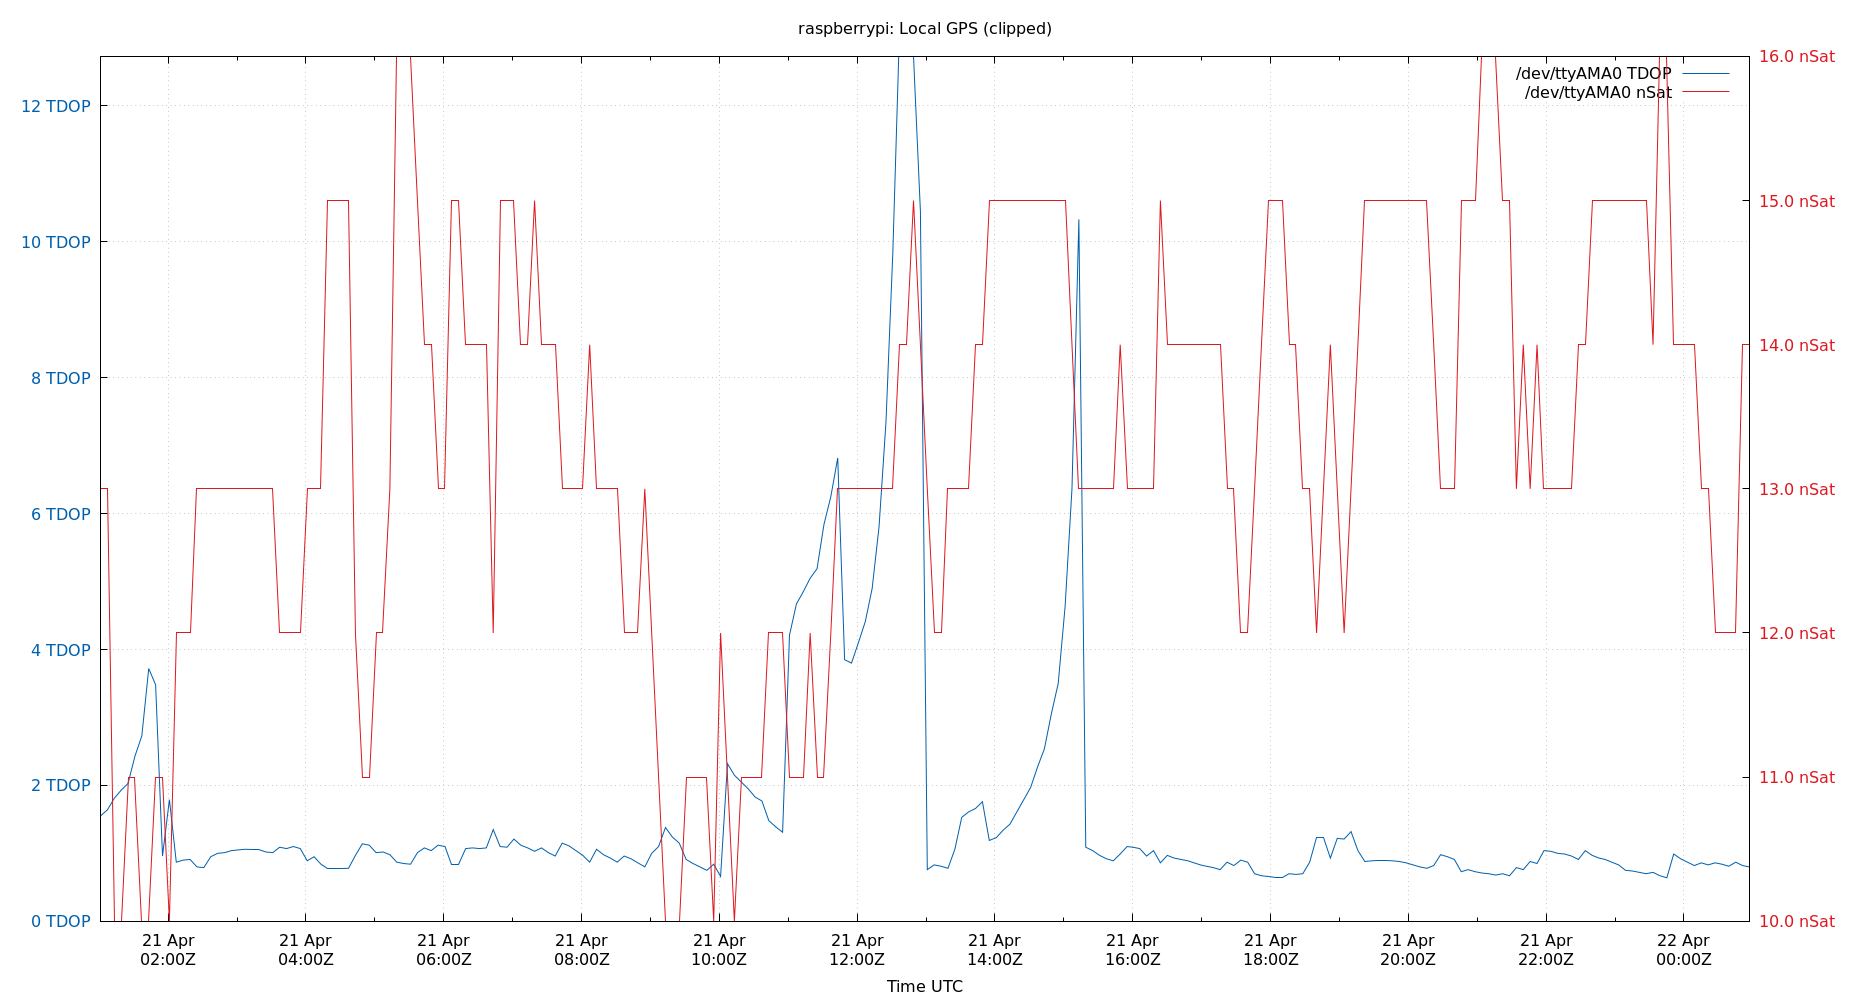 raspberrypi: Local GPS (clipped)
/dev/ttyAMA0 TDOP
/dev/ttyAMA0 nSat
12 TDOP
10 TDOP
8 TDOP
6 TDOP
4 TDOP
2 TDOP
0 TDOP
16.0 nSat
15.0 nSat
14.0 nSat
13.0 nSat
12.0 nSat
11.0 nSat
10.0 nSat
21 Apr 21 Apr 21 Apr 21 Apr 21 Apr 21 Apr 21 Apr 21 Apr 21 Apr 21 Apr 21 Apr 22 Apr
02:00Z 04:00Z 06:00Z 08:00Z 10:00Z 12:00Z 14:00Z 16:00Z 18:00Z 20:00Z 22:00Z 00:00Z
Time UTC